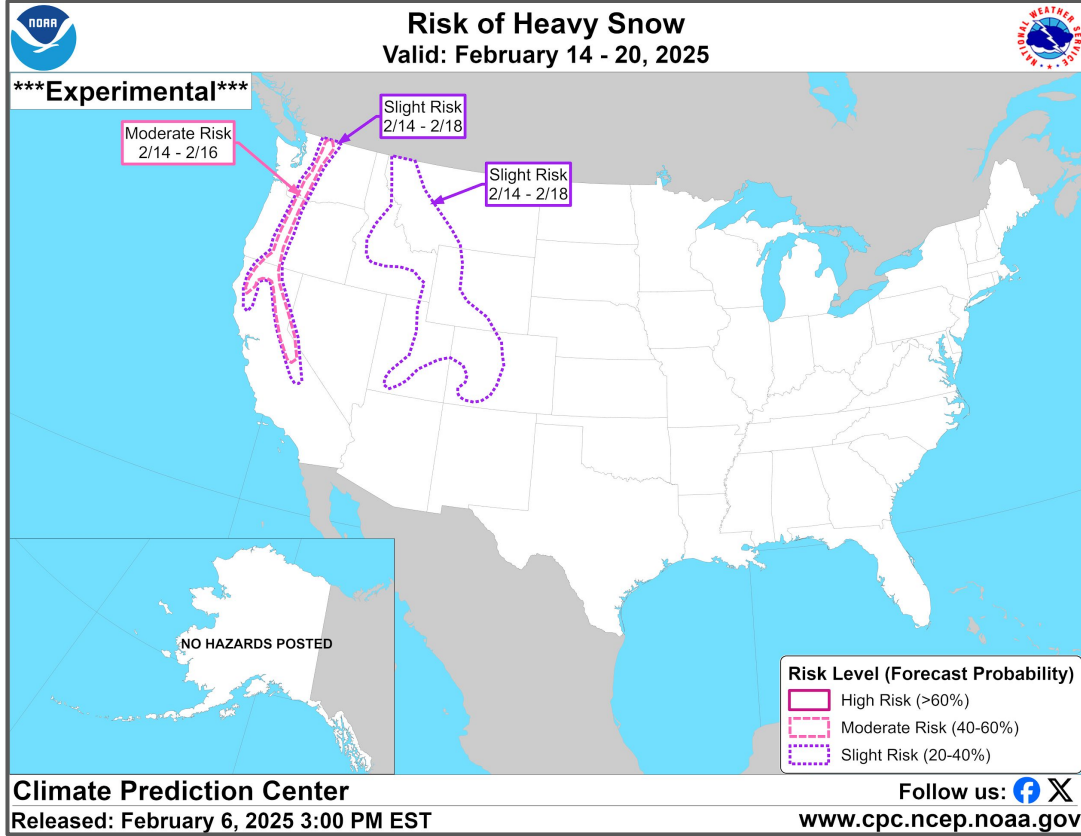 NOAA
Risk of Heavy Snow
Valid: February 14 - 20, 2025
NATIONAL WEATHER SERVICE
***Experimental***
Slight Risk
2/14 - 2/18
Moderate Risk
2/14 - 2/16
Slight Risk
2/14 - 2/18
NO HAZARDS POSTED
Risk Level (Forecast Probability)
High Risk (>60%)
Moderate Risk (40-60%)
Slight Risk (20-40%)
Climate Prediction Center
Follow us:
Released: February 6, 2025 3:00 PM EST
www.cpc.ncep.noaa.gov